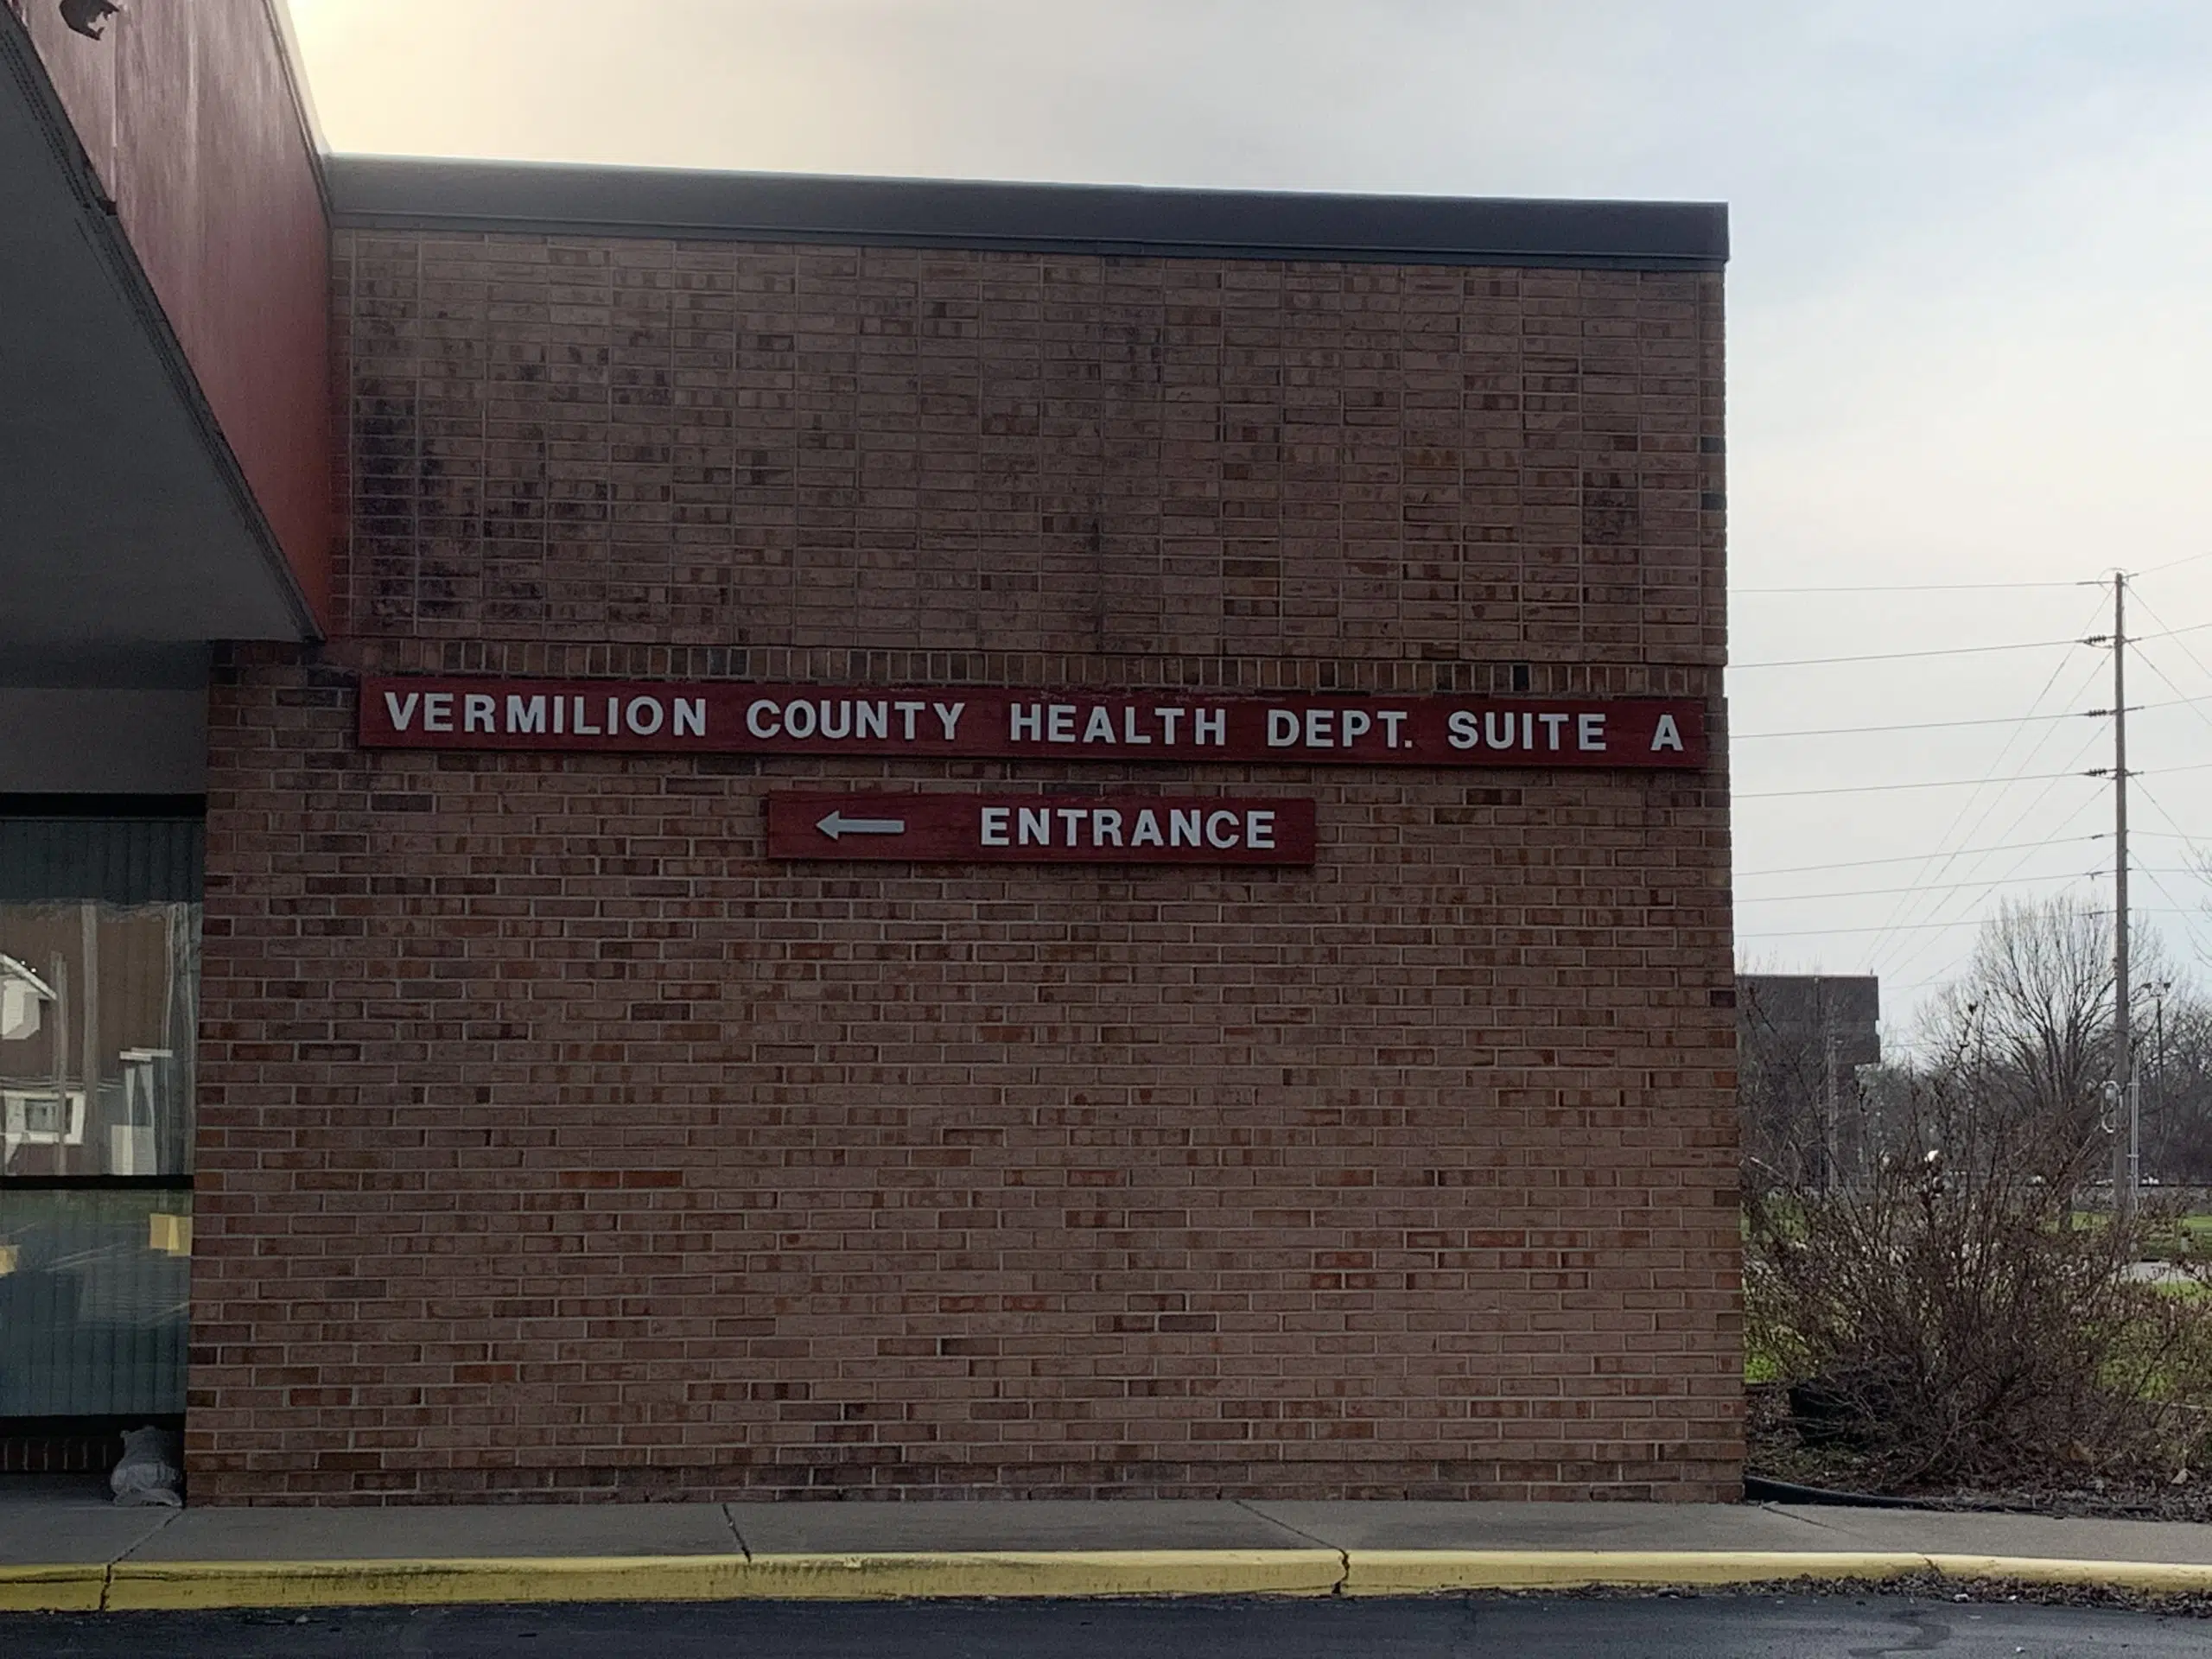 VERMILION COUNTY HEALTH DEPT. SUITE A
← ENTRANCE